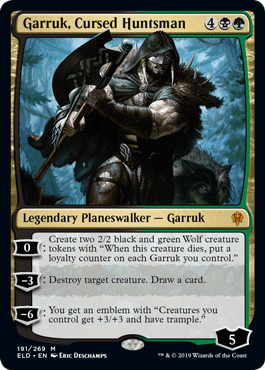 Garruk, Cursed Huntsman 4
Legendary Planeswalker — Garruk
0: Create two 2/2 black and green Wolf creature
tokens with “When this creature dies, put a
loyalty counter on each Garruk you control.”
−3: Destroy target creature. Draw a card.
−6: You get an emblem with “Creatures you
control get +3/+3 and have trample.”
5
191/269 M
ELD • EN Eric Deschamps
™ & © 2019 Wizards of the Coast